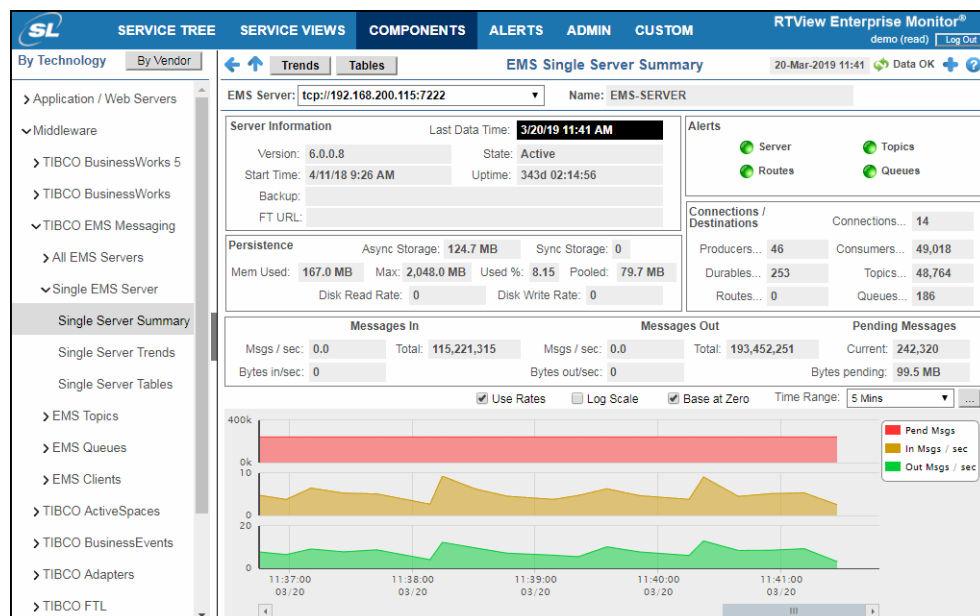 SL SERVICE TREE SERVICE VIEWS COMPONENTS ALERTS ADMIN CUSTOM RTView Enterprise Monitor®
demo (read) Log Out
By Technology By Vendor
Application / Web Servers
Middleware
TIBCO BusinessWorks 5
TIBCO BusinessWorks
TIBCO EMS Messaging
All EMS Servers
Single EMS Server
Single Server Summary
Single Server Trends
Single Server Tables
EMS Topics
EMS Queues
EMS Clients
TIBCO ActiveSpaces
TIBCO BusinessEvents
TIBCO Adapters
TIBCO FTL
Trends Tables EMS Single Server Summary 20-Mar-2019 11:41 Data OK
EMS Server: tcp://192.168.200.115:7222 Name: EMS-SERVER
Server Information Last Data Time: 3/20/19 11:41 AM
Version: 6.0.0.8 State: Active
Start Time: 4/11/18 9:26 AM Uptime: 343d 02:14:56
Backup:
FT URL:
Alerts
Server Topics
Routes Queues
Persistence Async Storage: 124.7 MB Sync Storage: 0
Mem Used: 167.0 MB Max: 2,048.0 MB Used %: 8.15 Pooled: 79.7 MB
Disk Read Rate: 0 Disk Write Rate: 0
Connections /
Destinations Connections... 14
Producers... 46 Consumers... 49,018
Durables... 253 Topics... 48,764
Routes... 0 Queues... 186
Messages In Messages Out Pending Messages
Msgs / sec: 0.0 Total: 115,221,315 Msgs / sec: 0.0 Total: 193,452,251 Current: 242,320
Bytes in/sec: 0 Bytes out/sec: 0 Bytes pending: 99.5 MB
Use Rates Log Scale Base at Zero Time Range: 5 Mins ...
400k
0k
10
0
20
0
Pend Msgs
In Msgs / sec
Out Msgs / sec
11:37:00 11:38:00 11:39:00 11:40:00 11:41:00
03/20 03/20 03/20 03/20 03/20